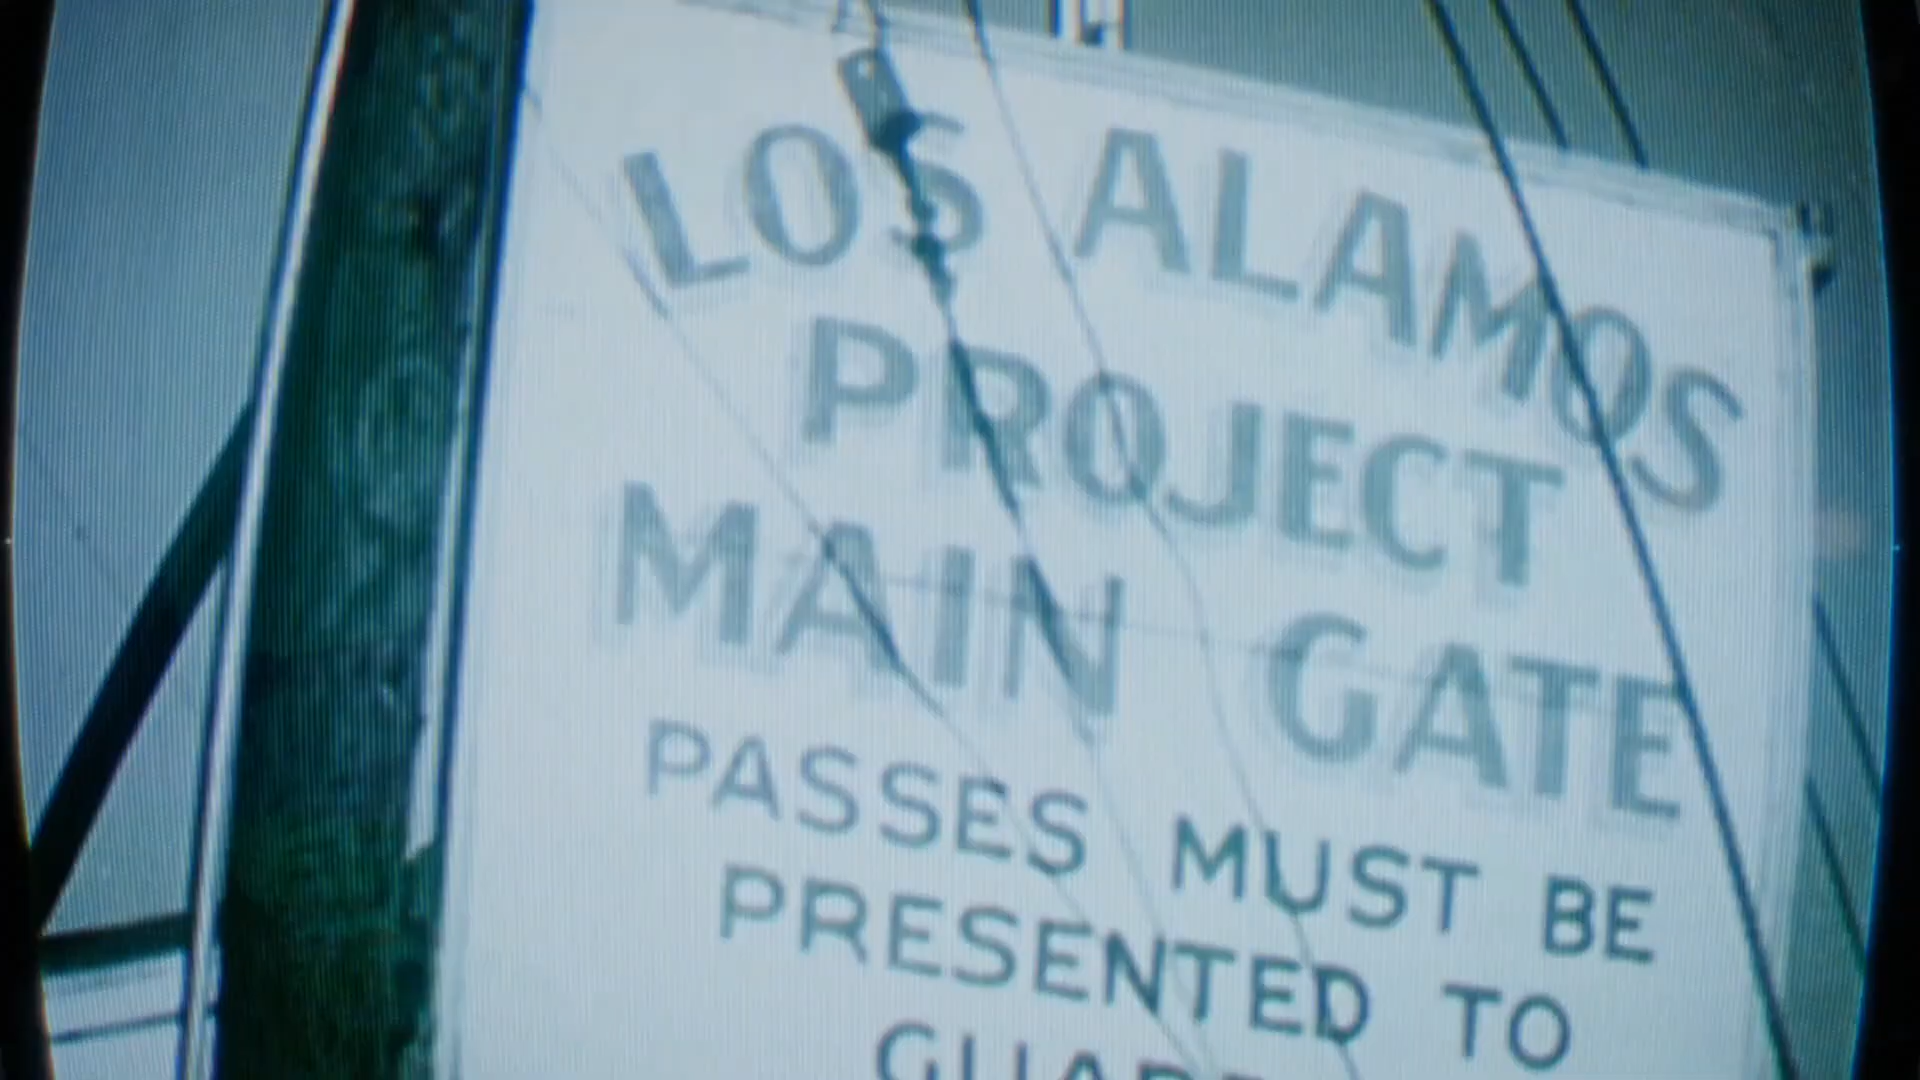 LOS ALAMOS
PROJECT
MAIN GATE
PASSES MUST BE
PRESENTED TO